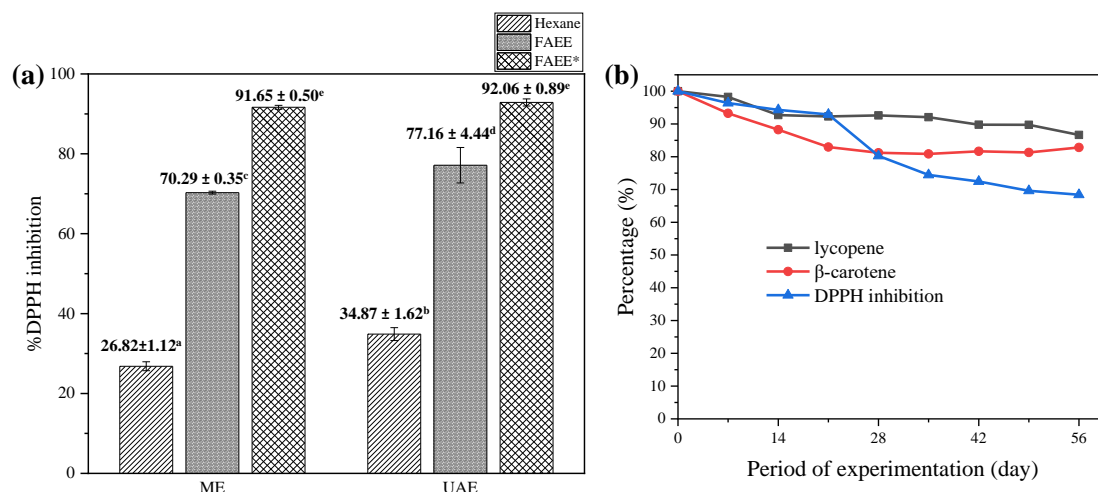 Hexane
FAEE
FAEE*
(a)
100
80
60
40
20
0
%DPPH inhibition
26.82±1.12ᵃ
70.29 ± 0.35ᶜ
91.65 ± 0.50ᵉ
34.87 ± 1.62ᵇ
77.16 ± 4.44ᵈ
92.06 ± 0.89ᵉ
ME UAE
(b)
100
90
80
70
60
50
40
30
20
10
0
Percentage (%)
lycopene
β-carotene
DPPH inhibition
0 14 28 42 56
Period of experimentation (day)